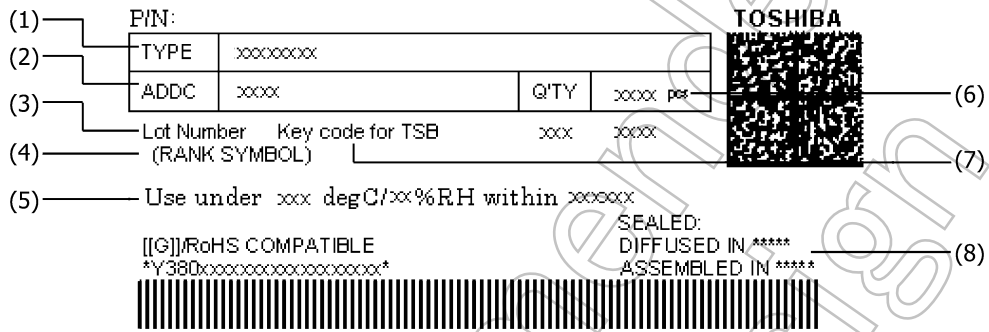 (1) P/N: TOSHIBA
TYPE xxxxxxxx
(2)
ADDC xxxx Q'TY xxxx pcs (6)
(3)
Lot Number Key code for TSB xxx xxxx
(4) (RANK SYMBOL) (7)
(5) Use under xxx degC/xx%RH within xxxxxx
SEALED:
[[G]]/RoHS COMPATIBLE DIFFUSED IN ***** (8)
*Y380xxxxxxxxxxxxxxxxxx* ASSEMBLED IN *****